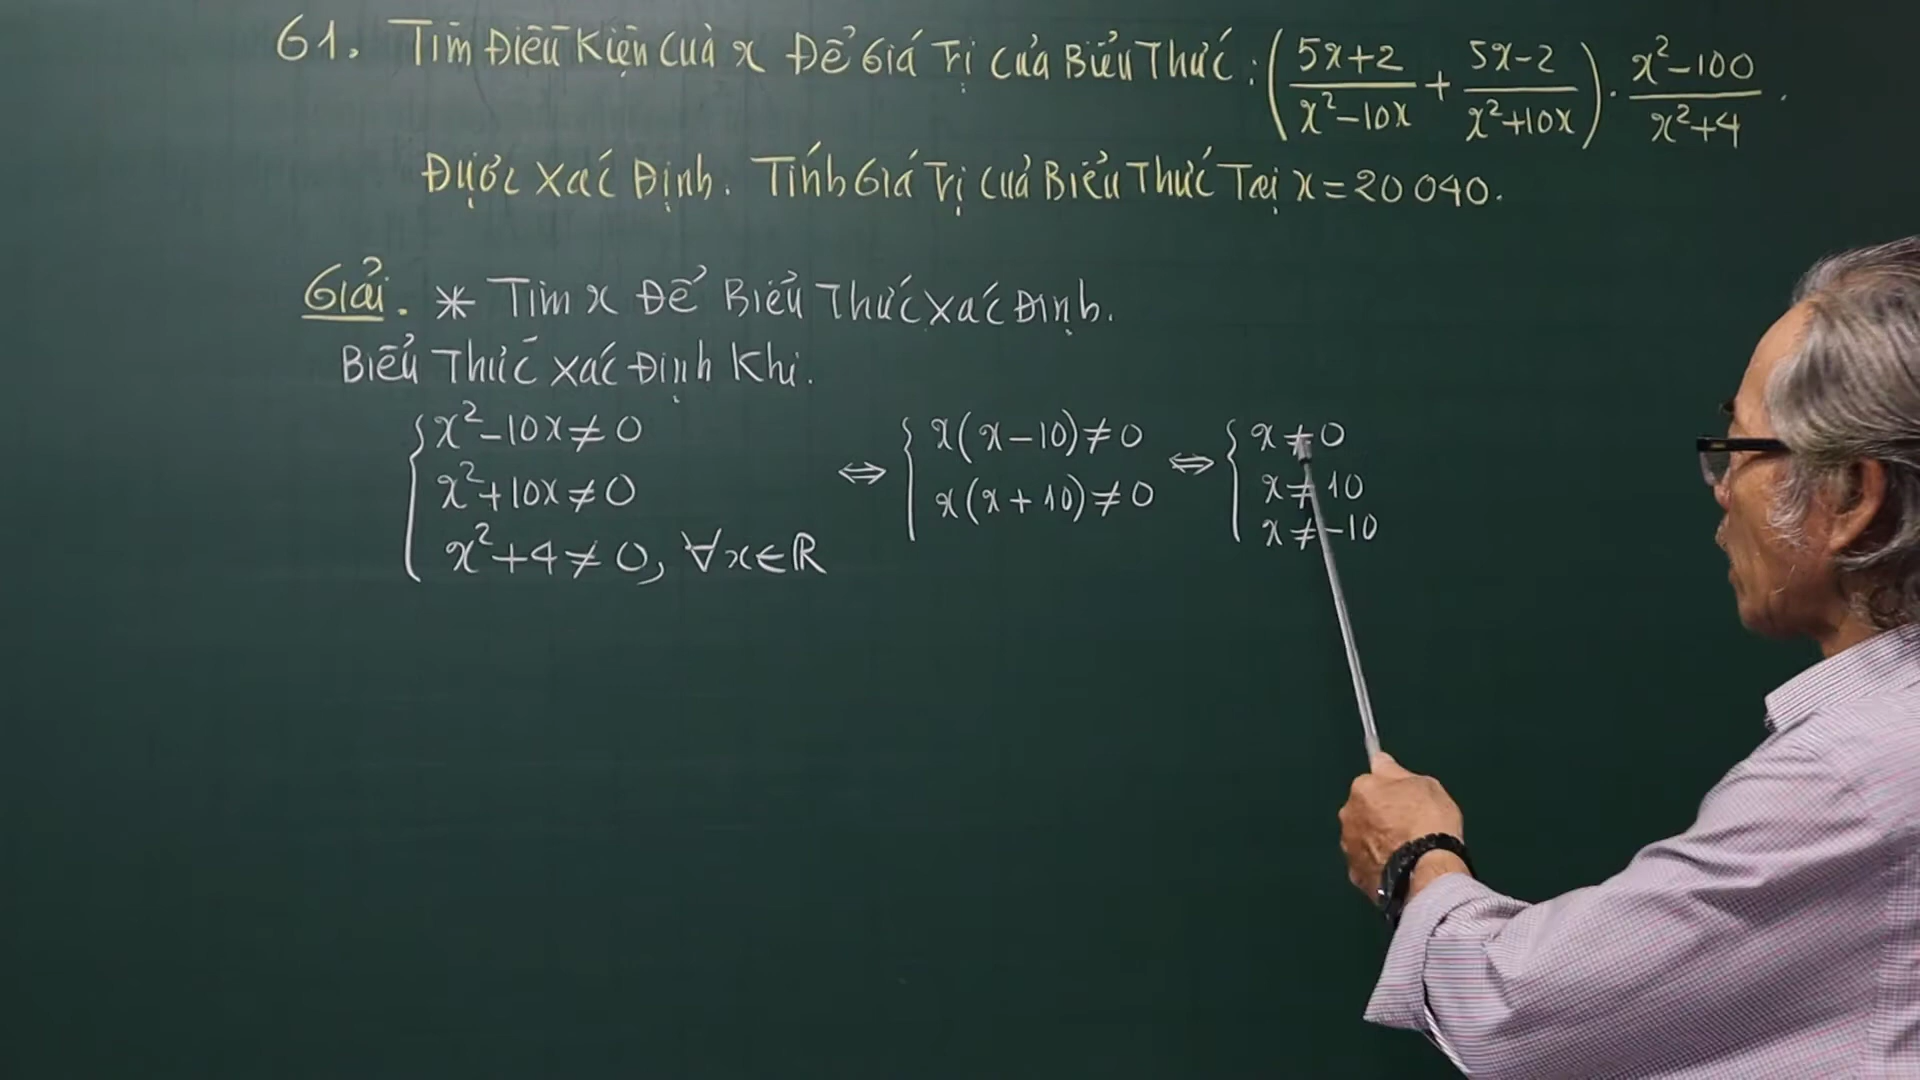 61. Tìm Điều Kiện Của x Để Giá Trị Của Biểu Thức: ((5x+2)/(x²-10x) + (5x-2)/(x²+10x)) · (x²-100)/(x²+4).
Được Xác Định. Tính Giá Trị Của Biểu Thức Tại x = 20 040.
Giải. * Tìm x Để Biểu Thức Xác Định.
Biểu Thức Xác Định Khi.
{ x²-10x ≠ 0
x²+10x ≠ 0
x²+4 ≠ 0, ∀x∈ℝ
⇔ { x(x-10) ≠ 0
x(x+10) ≠ 0
⇔ { x ≠ 0
x ≠ 10
x ≠ -10